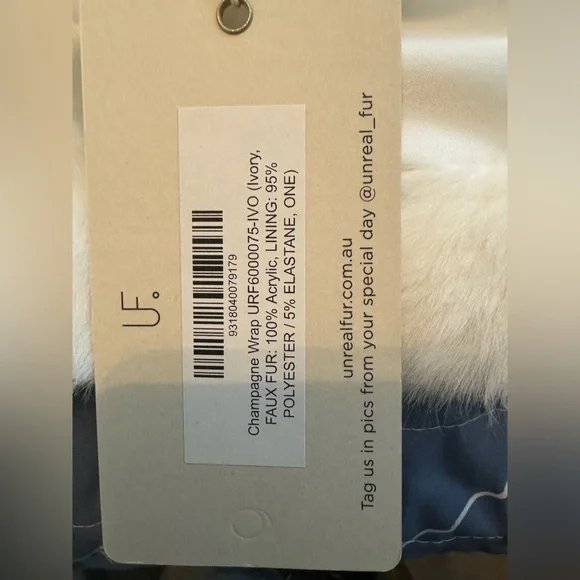 UF.
9318040079179
Champagne Wrap URF6000075-IVO (Ivory,
FAUX FUR: 100% Acrylic, LINING: 95%
POLYESTER / 5% ELASTANE, ONE)
unrealfur.com.au
Tag us in pics from your special day @unreal_fur